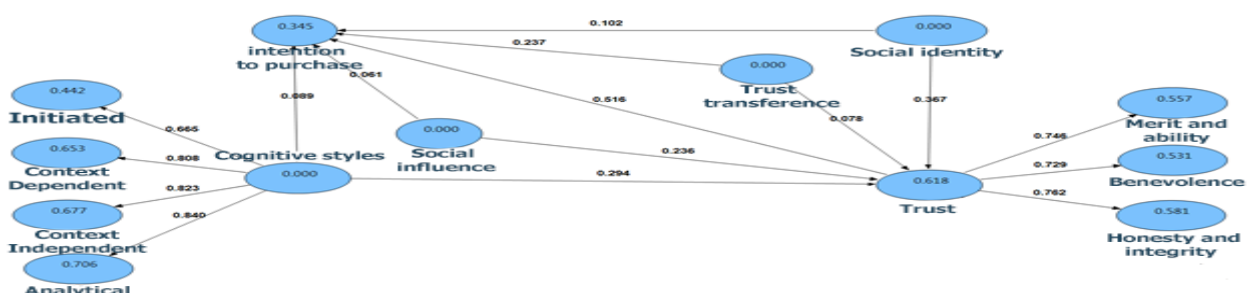 0.345
intention
to purchase
0.102
0.000
Social identity
0.237
0.000
Trust
transference
0.442
Initiated
0.665
0.061
0.089
0.516
0.367
0.078
0.557
Merit and
ability
0.746
0.653
Context
Dependent
0.808
Cognitive styles
0.000
0.000
Social
influence
0.236
0.294
0.618
Trust
0.729
0.531
Benevolence
0.762
0.581
Honesty and
integrity
0.823
0.677
Context
Independent
0.840
0.706
Analytical